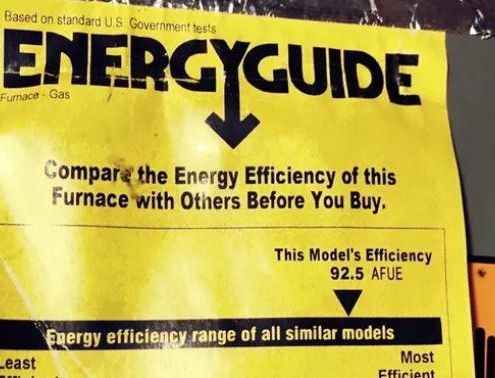 Based on standard U.S. Government tests
ENERGYGUIDE
Furnace - Gas
Compare the Energy Efficiency of this
Furnace with Others Before You Buy.
This Model's Efficiency
92.5 AFUE
Energy efficiency range of all similar models
Least Most
Efficient